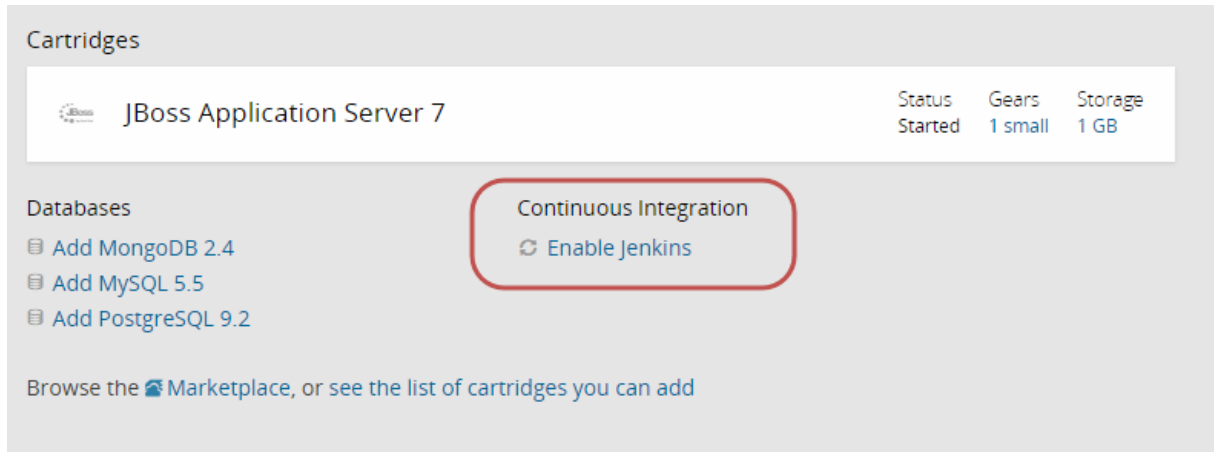 Cartridges
JBoss
JBoss Application Server 7
Status Gears Storage
Started 1 small 1 GB
Databases
Add MongoDB 2.4
Add MySQL 5.5
Add PostgreSQL 9.2
Continuous Integration
Enable Jenkins
Browse the Marketplace, or see the list of cartridges you can add